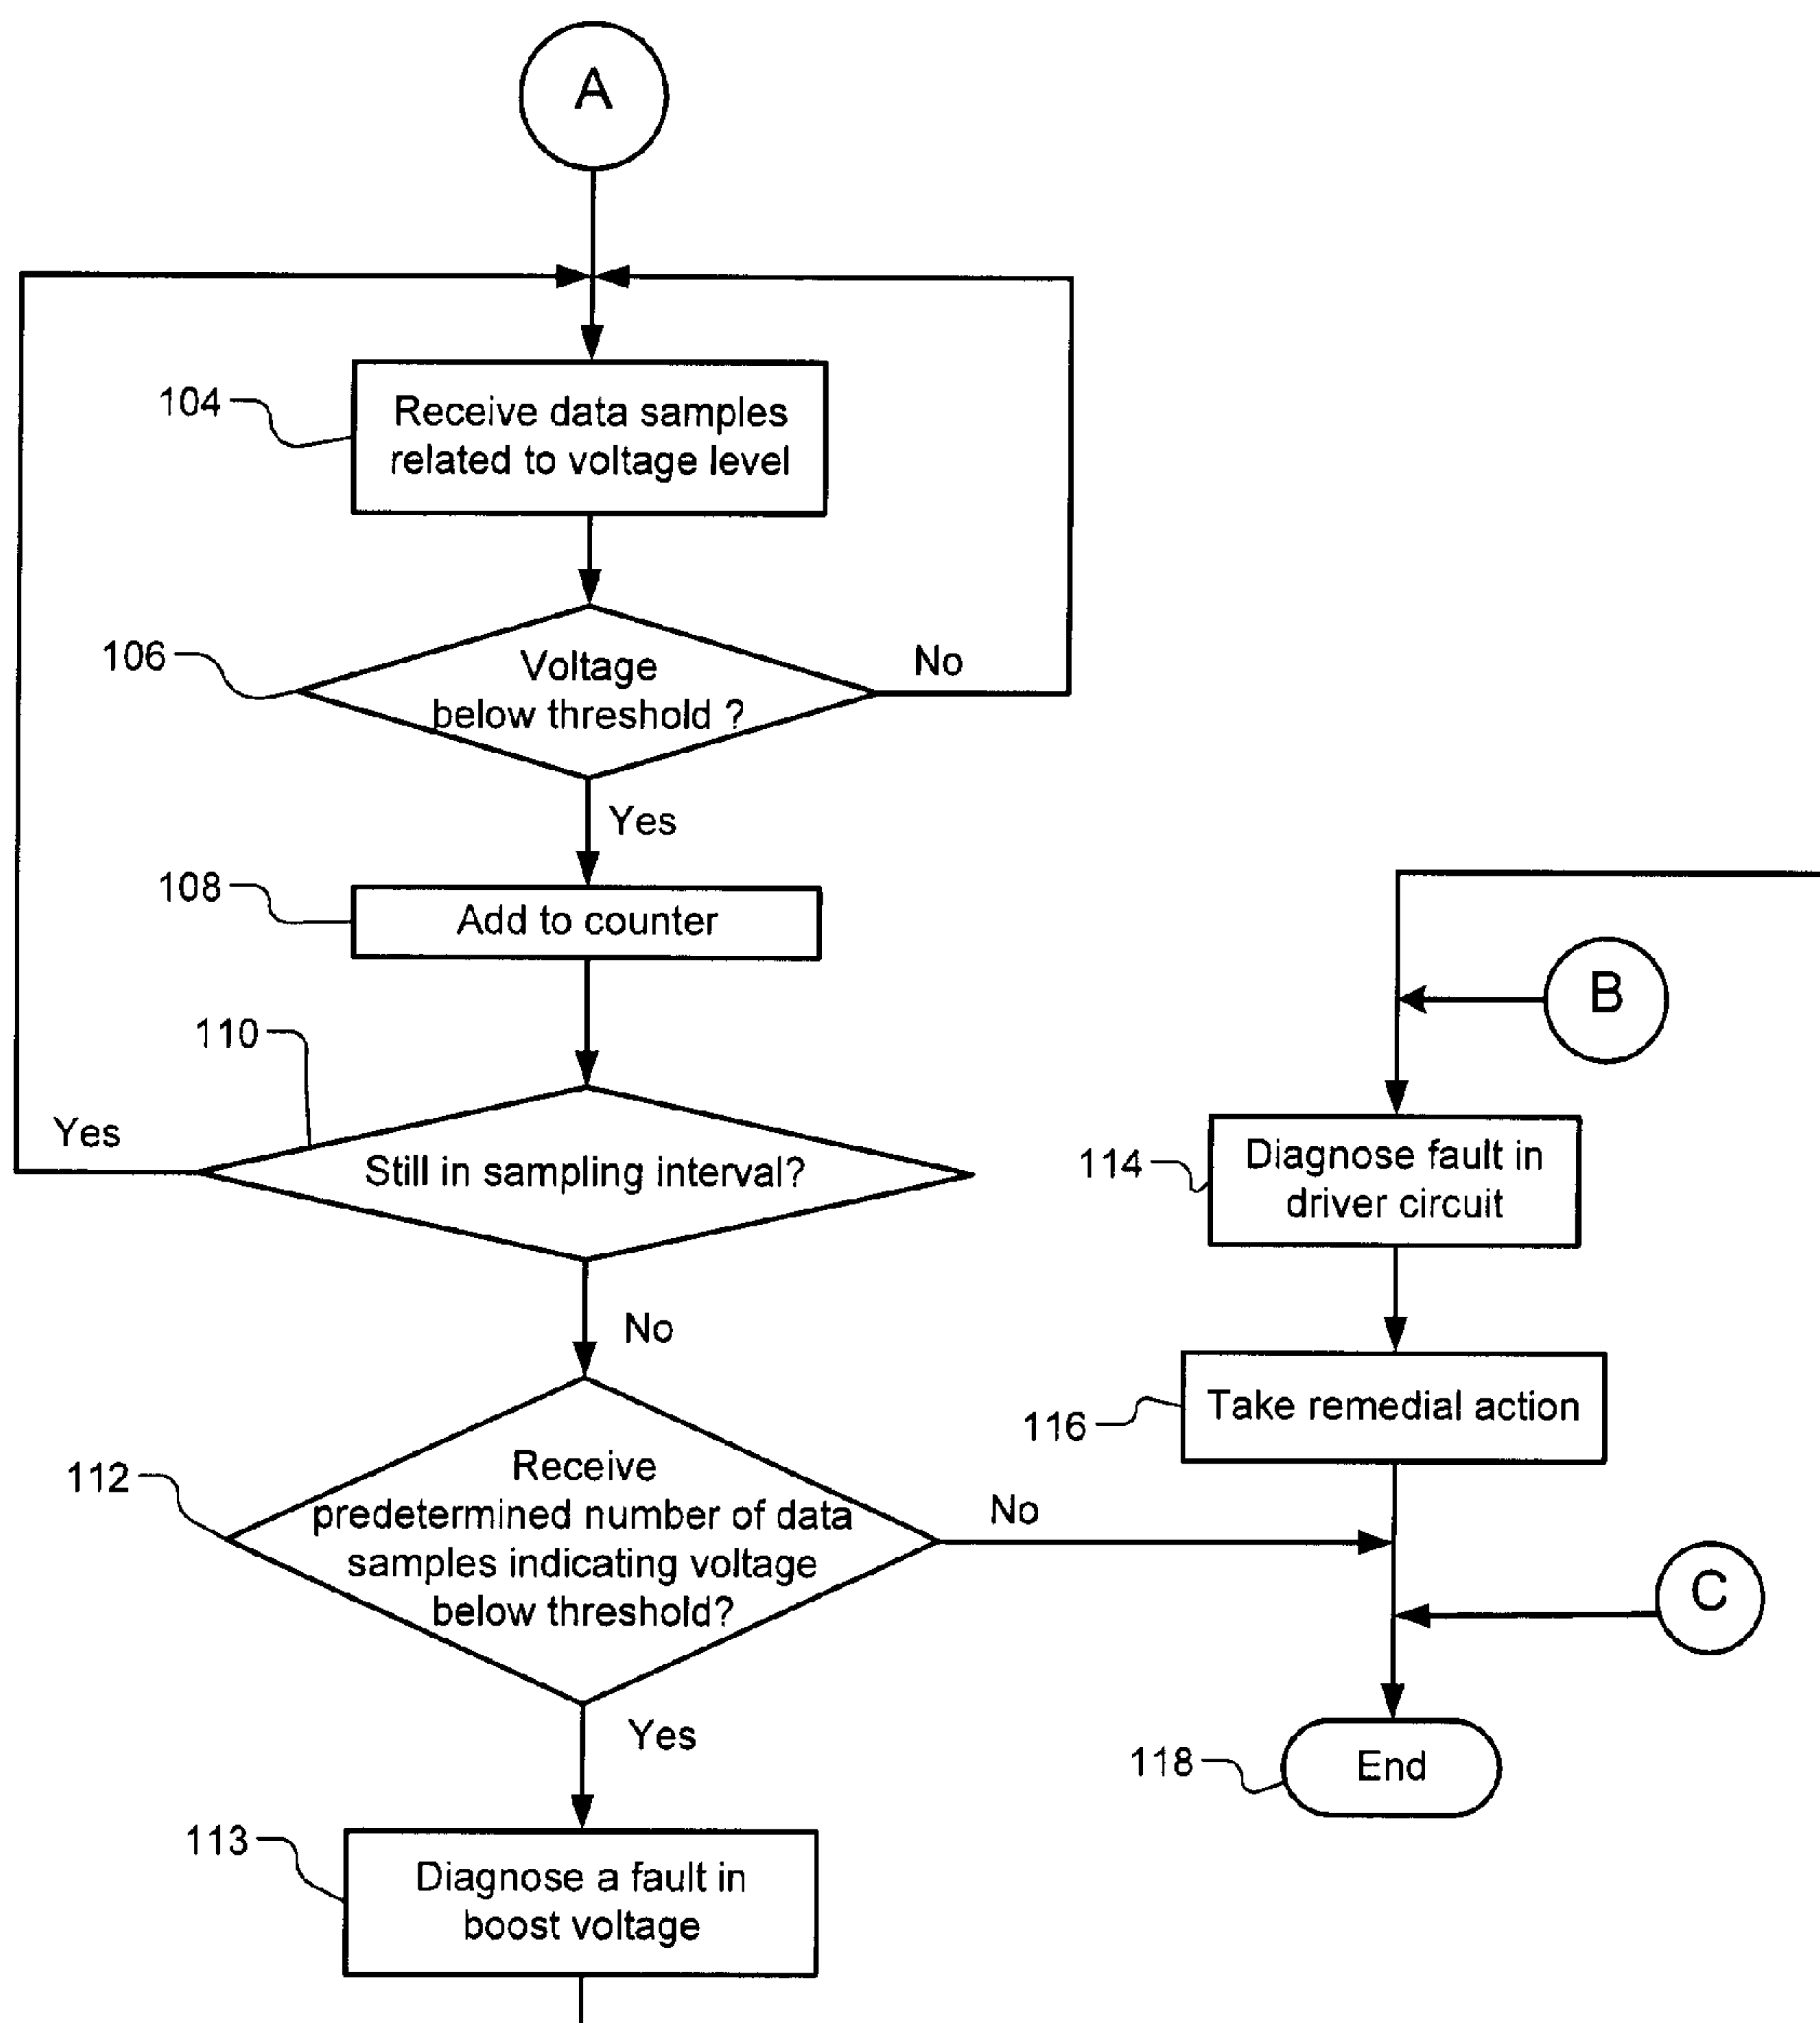 A
104
Receive data samples
related to voltage level
106
Voltage
below threshold ?
No
Yes
108
Add to counter
110
Yes
Still in sampling interval?
No
112
Receive
predetermined number of data
samples indicating voltage
below threshold?
No
Yes
113
Diagnose a fault in
boost voltage
B
114
Diagnose fault in
driver circuit
116
Take remedial action
C
118
End